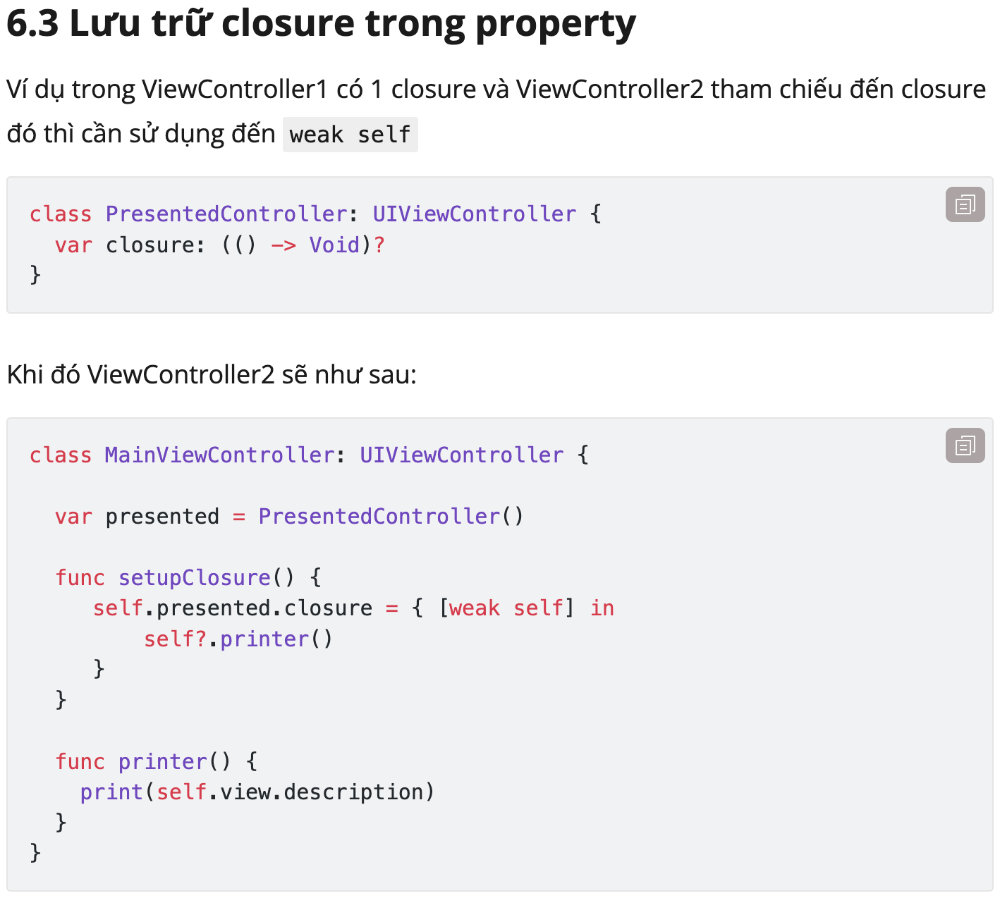 6.3 Lưu trữ closure trong property
Ví dụ trong ViewController1 có 1 closure và ViewController2 tham chiếu đến closure
đó thì cần sử dụng đến weak self
class PresentedController: UIViewController {
  var closure: (() -> Void)?
}
Khi đó ViewController2 sẽ như sau:
class MainViewController: UIViewController {
  var presented = PresentedController()
  func setupClosure() {
     self.presented.closure = { [weak self] in
         self?.printer()
     }
  }
  func printer() {
    print(self.view.description)
  }
}